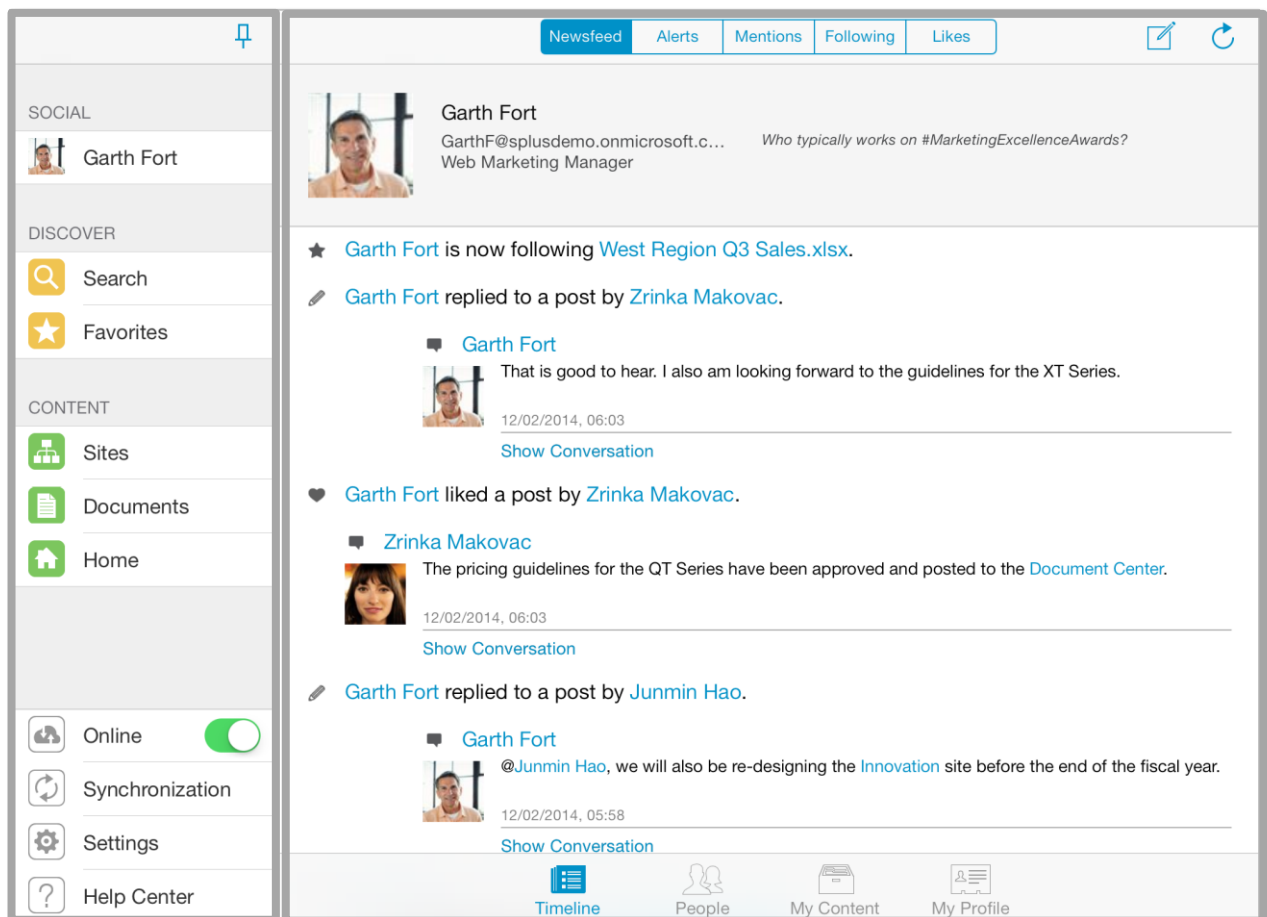 SOCIAL
Garth Fort
DISCOVER
Search
Favorites
CONTENT
Sites
Documents
Home
Online
Synchronization
Settings
?
Help Center
Newsfeed
Alerts
Mentions
Following
Likes
Garth Fort
GarthF@splusdemo.onmicrosoft.c...
Web Marketing Manager
Who typically works on #MarketingExcellenceAwards?
Garth Fort is now following West Region Q3 Sales.xlsx.
Garth Fort replied to a post by Zrinka Makovac.
Garth Fort
That is good to hear. I also am looking forward to the guidelines for the XT Series.
12/02/2014, 06:03
Show Conversation
Garth Fort liked a post by Zrinka Makovac.
Zrinka Makovac
The pricing guidelines for the QT Series have been approved and posted to the Document Center.
12/02/2014, 06:03
Show Conversation
Garth Fort replied to a post by Junmin Hao.
Garth Fort
@Junmin Hao, we will also be re-designing the Innovation site before the end of the fiscal year.
12/02/2014, 05:58
Show Conversation
Timeline
People
My Content
My Profile